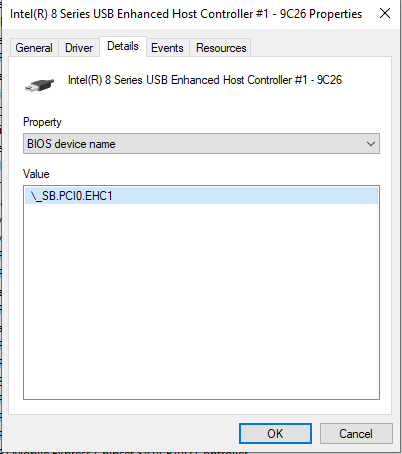 Intel(R) 8 Series USB Enhanced Host Controller #1 - 9C26 Properties
General Driver Details Events Resources
Intel(R) 8 Series USB Enhanced Host Controller #1 - 9C26
Property
BIOS device name
Value
\_SB.PCI0.EHC1
OK Cancel